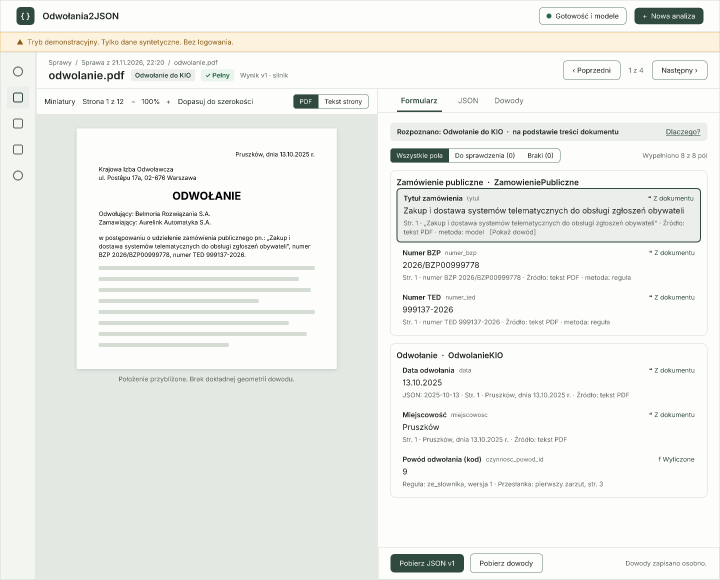 { } Odwołania2JSON
Gotowość i modele
+ Nowa analiza
▲ Tryb demonstracyjny. Tylko dane syntetyczne. Bez logowania.
Sprawy / Sprawa z 21.11.2026, 22:20 / odwolanie.pdf
odwolanie.pdf Odwołanie do KIO ✓ Pełny Wynik v1 · silnik
‹ Poprzedni 1 z 4 Następny ›
Miniatury Strona 1 z 12 − 100% + Dopasuj do szerokości PDF Tekst strony
Pruszków, dnia 13.10.2025 r.
Krajowa Izba Odwoławcza
ul. Postępu 17a, 02-676 Warszawa
ODWOŁANIE
Odwołujący: Belmoria Rozwiązania S.A.
Zamawiający: Aurelink Automatyka S.A.
w postępowaniu o udzielenie zamówienia publicznego pn.: „Zakup i
dostawa systemów telematycznych do obsługi zgłoszeń obywateli”, numer
BZP 2026/BZP00999778, numer TED 999137-2026.
Położenie przybliżone. Brak dokładnej geometrii dowodu.
Formularz JSON Dowody
Rozpoznano: Odwołanie do KIO · na podstawie treści dokumentu Dlaczego?
Wszystkie pola Do sprawdzenia (0) Braki (0) Wypełniono 8 z 8 pól
Zamówienie publiczne · ZamowieniePubliczne
Tytuł zamówienia tytul ❝ Z dokumentu
Zakup i dostawa systemów telematycznych do obsługi zgłoszeń obywateli
Str. 1 · „Zakup i dostawa systemów telematycznych do obsługi zgłoszeń obywateli” · Źródło:
tekst PDF · metoda: model [Pokaż dowód]
Numer BZP numer_bzp ❝ Z dokumentu
2026/BZP00999778
Str. 1 · numer BZP 2026/BZP00999778 · Źródło: tekst PDF · metoda: reguła
Numer TED numer_ted ❝ Z dokumentu
999137-2026
Str. 1 · numer TED 999137-2026 · Źródło: tekst PDF · metoda: reguła
Odwołanie · OdwolanieKIO
Data odwołania data ❝ Z dokumentu
13.10.2025
JSON: 2025-10-13 · Str. 1 · Pruszków, dnia 13.10.2025 r. · Źródło: tekst PDF
Miejscowość miejscowosc ❝ Z dokumentu
Pruszków
Str. 1 · Pruszków, dnia 13.10.2025 r. · Źródło: tekst PDF
Powód odwołania (kod) czynnosc_powod_id f Wyliczone
9
Reguła: ze_slownika, wersja 1 · Przesłanka: pierwszy zarzut, str. 3
Pobierz JSON v1 Pobierz dowody Dowody zapisano osobno.